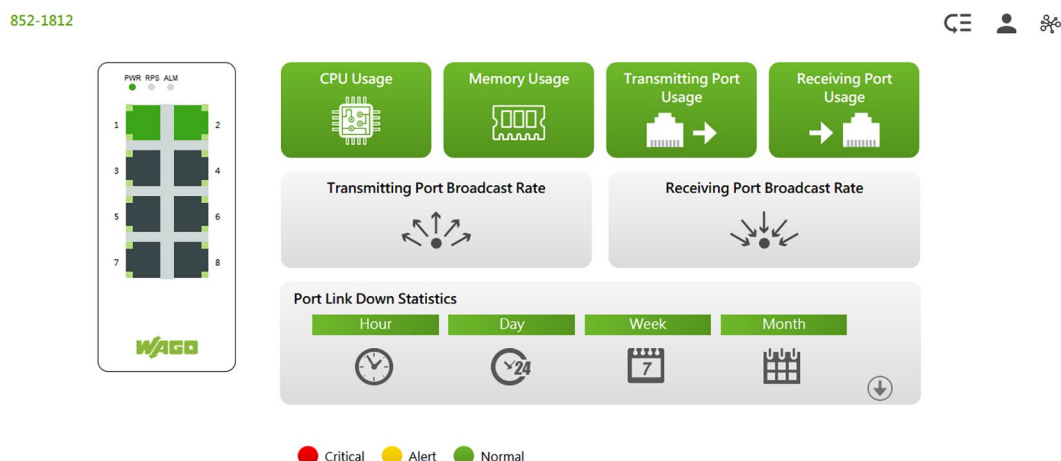 852-1812
PWR RPS ALM
1
2
3
4
5
6
7
8
WAGO
CPU Usage
Memory Usage
Transmitting Port
Usage
Receiving Port
Usage
Transmitting Port Broadcast Rate
Receiving Port Broadcast Rate
Port Link Down Statistics
Hour
Day
Week
Month
24
7
Critical
Alert
Normal